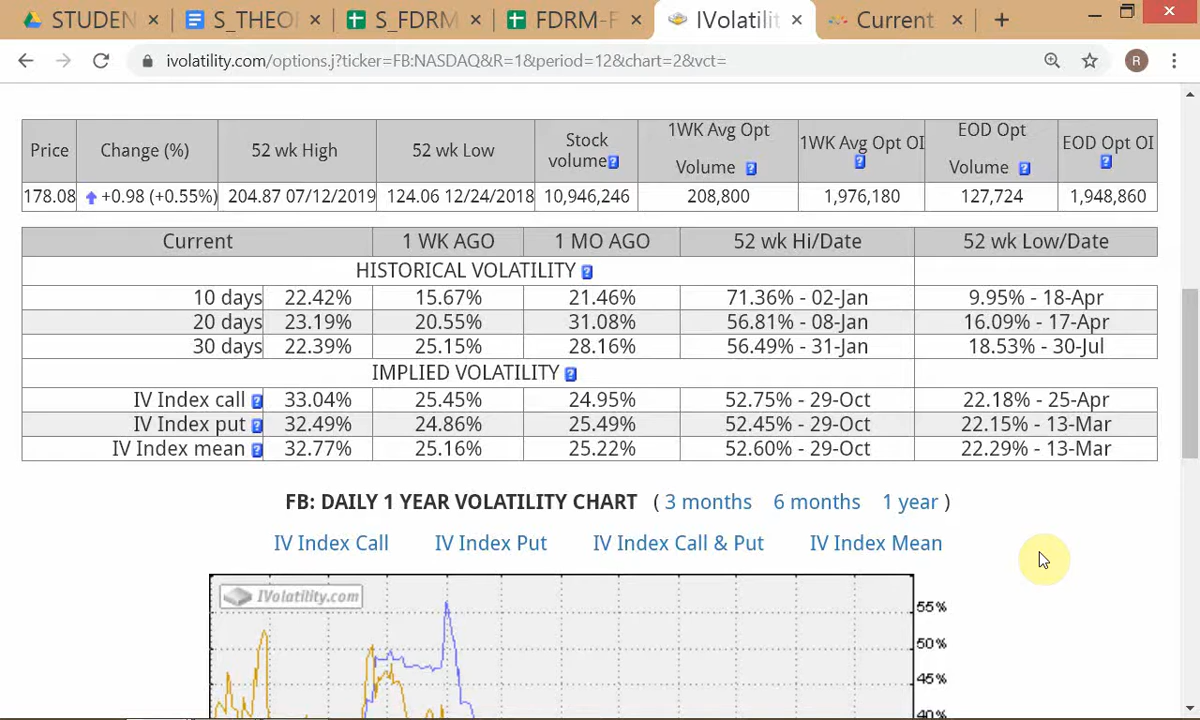 STUDEN S_THEO S_FDRM FDRM-F IVolatilit Current
ivolatility.com/options.j?ticker=FB:NASDAQ&R=1&period=12&chart=2&vct=
R
Price Change (%) 52 wk High 52 wk Low Stock volume 1WK Avg Opt Volume 1WK Avg Opt OI EOD Opt Volume EOD Opt OI
178.08 +0.98 (+0.55%) 204.87 07/12/2019 124.06 12/24/2018 10,946,246 208,800 1,976,180 127,724 1,948,860
Current 1 WK AGO 1 MO AGO 52 wk Hi/Date 52 wk Low/Date
HISTORICAL VOLATILITY
10 days 22.42% 15.67% 21.46% 71.36% - 02-Jan 9.95% - 18-Apr
20 days 23.19% 20.55% 31.08% 56.81% - 08-Jan 16.09% - 17-Apr
30 days 22.39% 25.15% 28.16% 56.49% - 31-Jan 18.53% - 30-Jul
IMPLIED VOLATILITY
IV Index call 33.04% 25.45% 24.95% 52.75% - 29-Oct 22.18% - 25-Apr
IV Index put 32.49% 24.86% 25.49% 52.45% - 29-Oct 22.15% - 13-Mar
IV Index mean 32.77% 25.16% 25.22% 52.60% - 29-Oct 22.29% - 13-Mar
FB: DAILY 1 YEAR VOLATILITY CHART ( 3 months 6 months 1 year )
IV Index Call IV Index Put IV Index Call & Put IV Index Mean
IVolatility.com
55%
50%
45%
40%